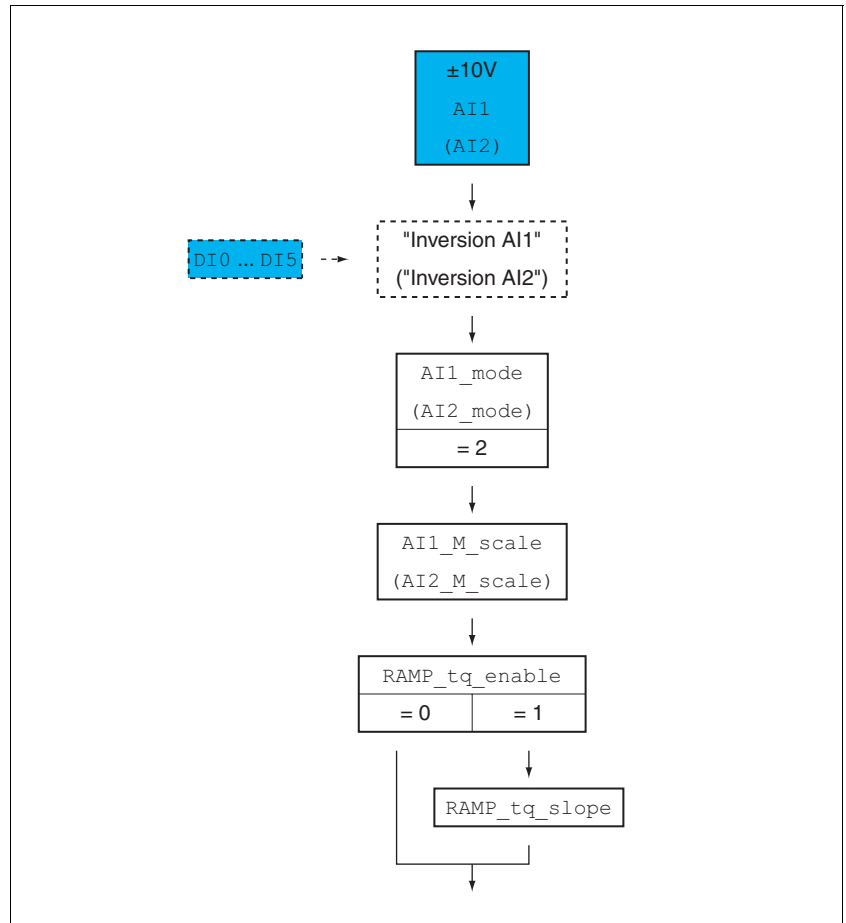 ±10V
AI1
(AI2)
DI0 ... DI5
"Inversion AI1"
("Inversion AI2")
AI1_mode
(AI2_mode)
= 2
AI1_M_scale
(AI2_M_scale)
RAMP_tq_enable
= 0
= 1
RAMP_tq_slope